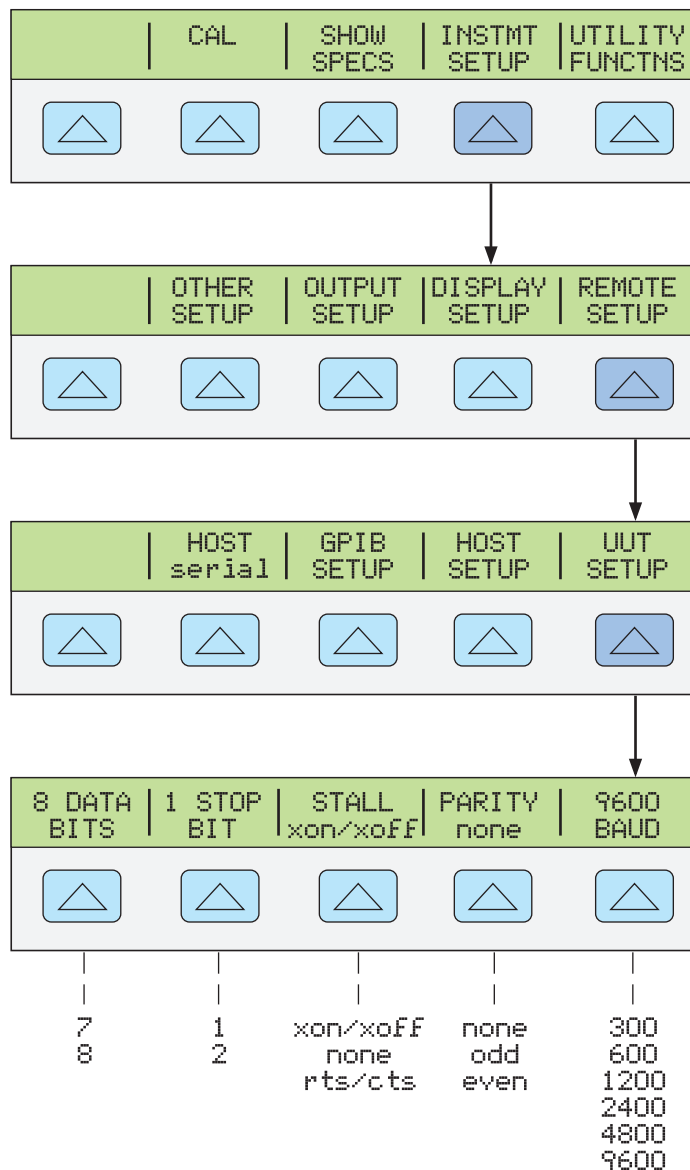 CAL | SHOW | INSTMT | UTILITY
SPECS | SETUP | FUNCTNS
OTHER | OUTPUT | DISPLAY | REMOTE
SETUP | SETUP | SETUP | SETUP
HOST | GPIB | HOST | UUT
serial | SETUP | SETUP | SETUP
8 DATA | 1 STOP | STALL | PARITY | 9600
BITS | BIT | xon/xoff | none | BAUD
7 1 xon/xoff none 300
8 2 none odd 600
rts/cts even 1200
2400
4800
9600